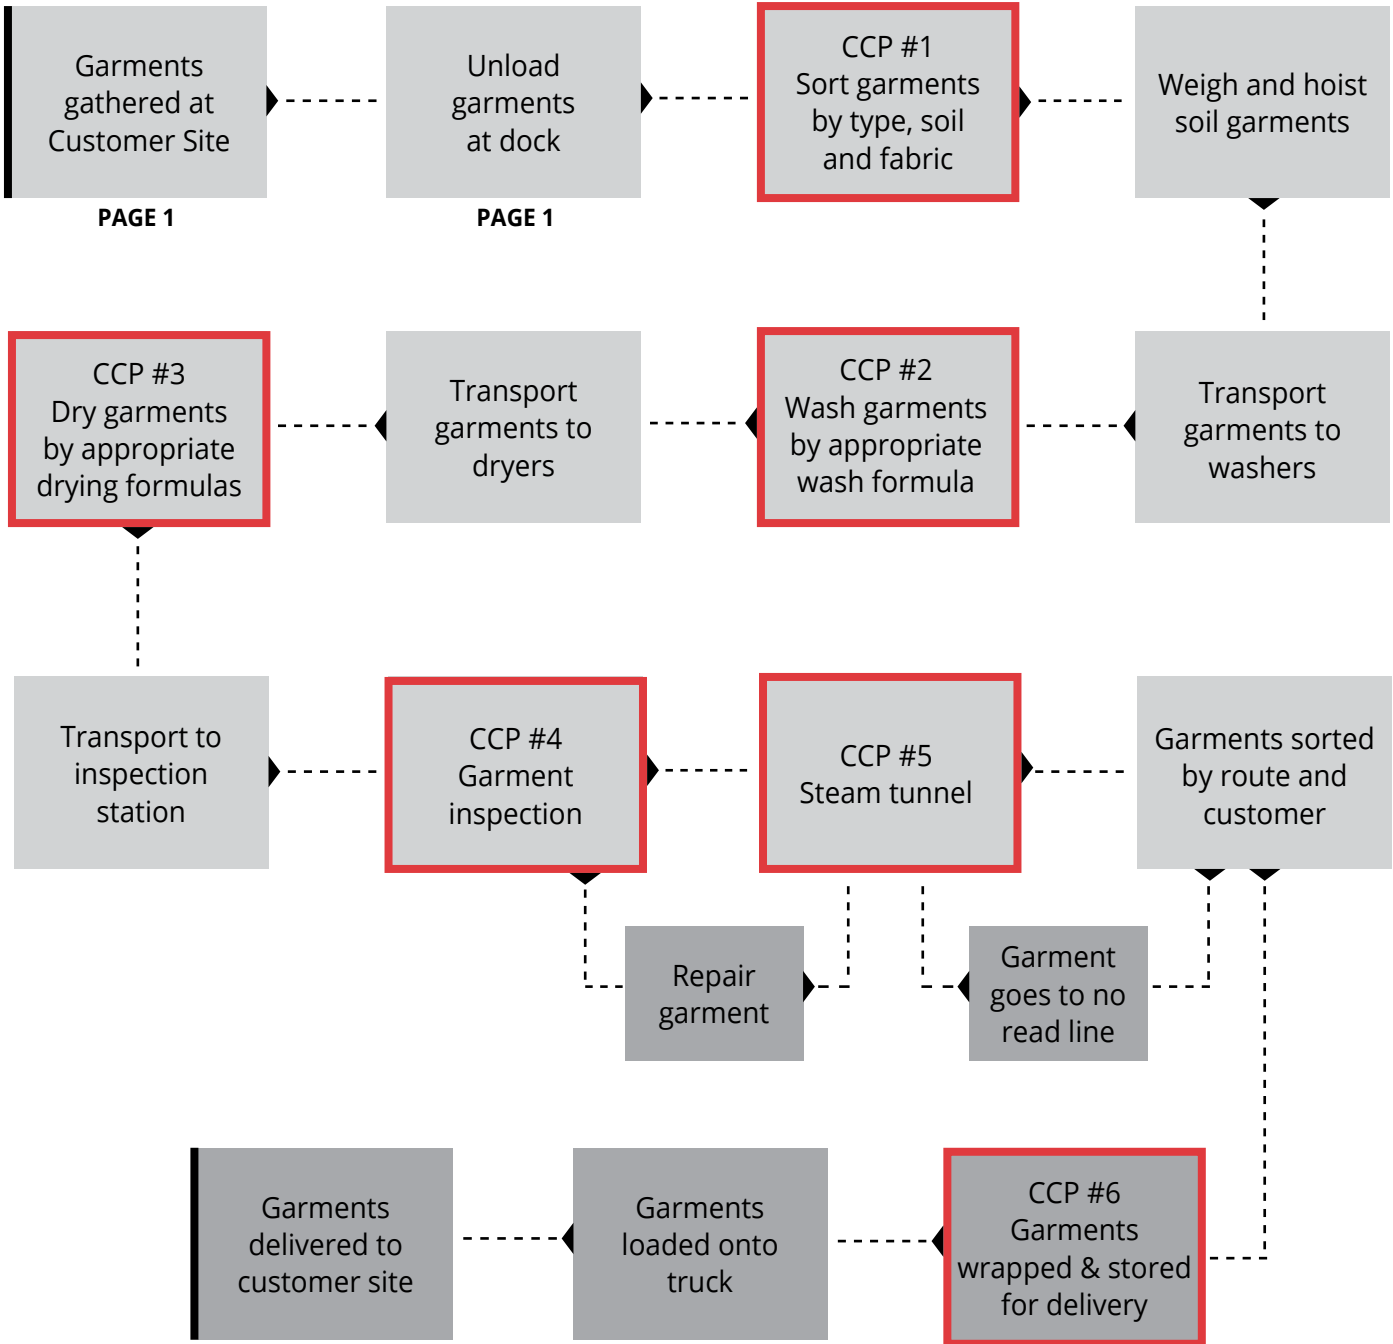 Garments
gathered at
Customer Site
PAGE 1
Unload
garments
at dock
PAGE 1
CCP #1
Sort garments
by type, soil
and fabric
Weigh and hoist
soil garments
Transport
garments to
washers
CCP #2
Wash garments
by appropriate
wash formula
Transport
garments to
dryers
CCP #3
Dry garments
by appropriate
drying formulas
Transport to
inspection
station
CCP #4
Garment
inspection
CCP #5
Steam tunnel
Garments sorted
by route and
customer
Repair
garment
Garment
goes to no
read line
CCP #6
Garments
wrapped & stored
for delivery
Garments
loaded onto
truck
Garments
delivered to
customer site